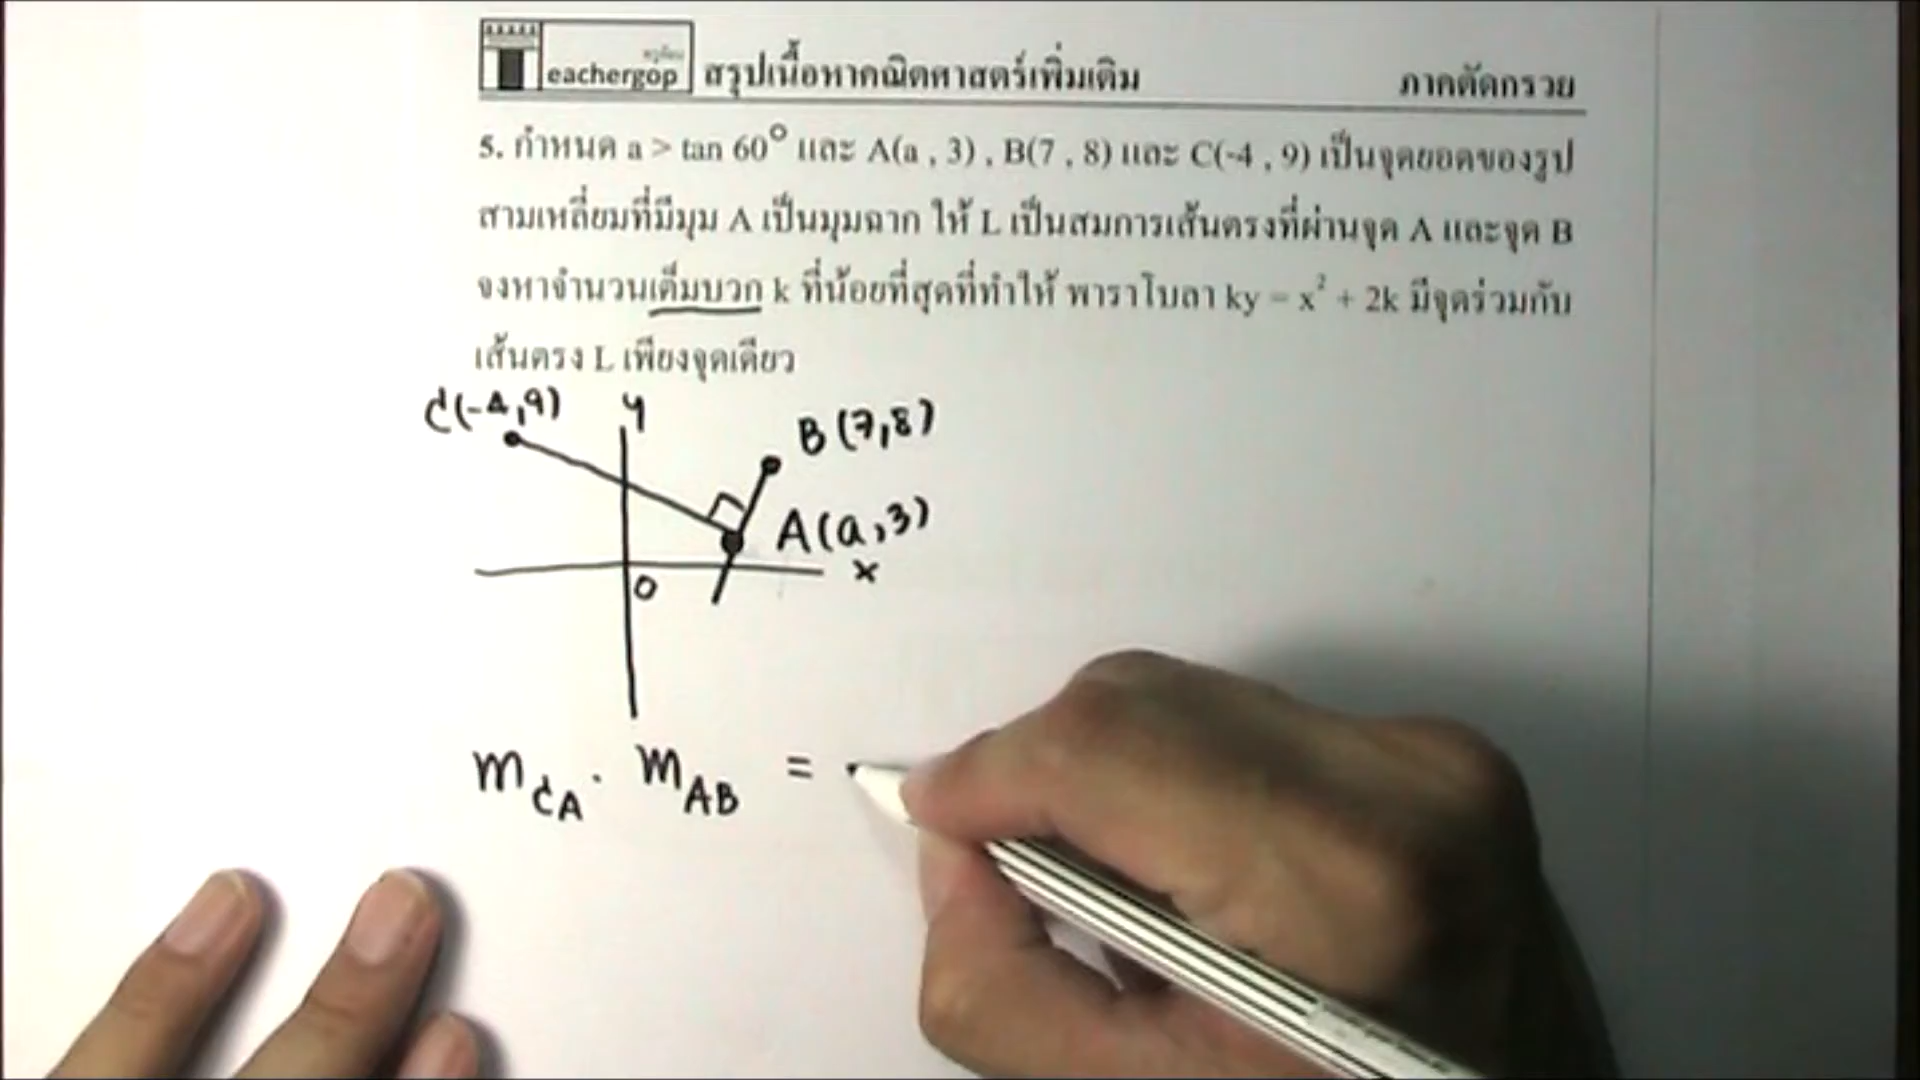 eachergop สรุปเนื้อหาคณิตศาสตร์เพิ่มเติม ภาคตัดกรวย
5. กำหนด a > tan 60° และ A(a , 3) , B(7 , 8) และ C(-4 , 9) เป็นจุดยอดของรูป
สามเหลี่ยมที่มีมุม A เป็นมุมฉาก ให้ L เป็นสมการเส้นตรงที่ผ่านจุด A และจุด B
จงหาจำนวนเต็มบวก k ที่น้อยที่สุดที่ทำให้ พาราโบลา ky = x² + 2k มีจุดร่วมกับ
เส้นตรง L เพียงจุดเดียว
C(-4,9) y B(7,8)
A(a,3)
x
0
m_CA · m_AB =